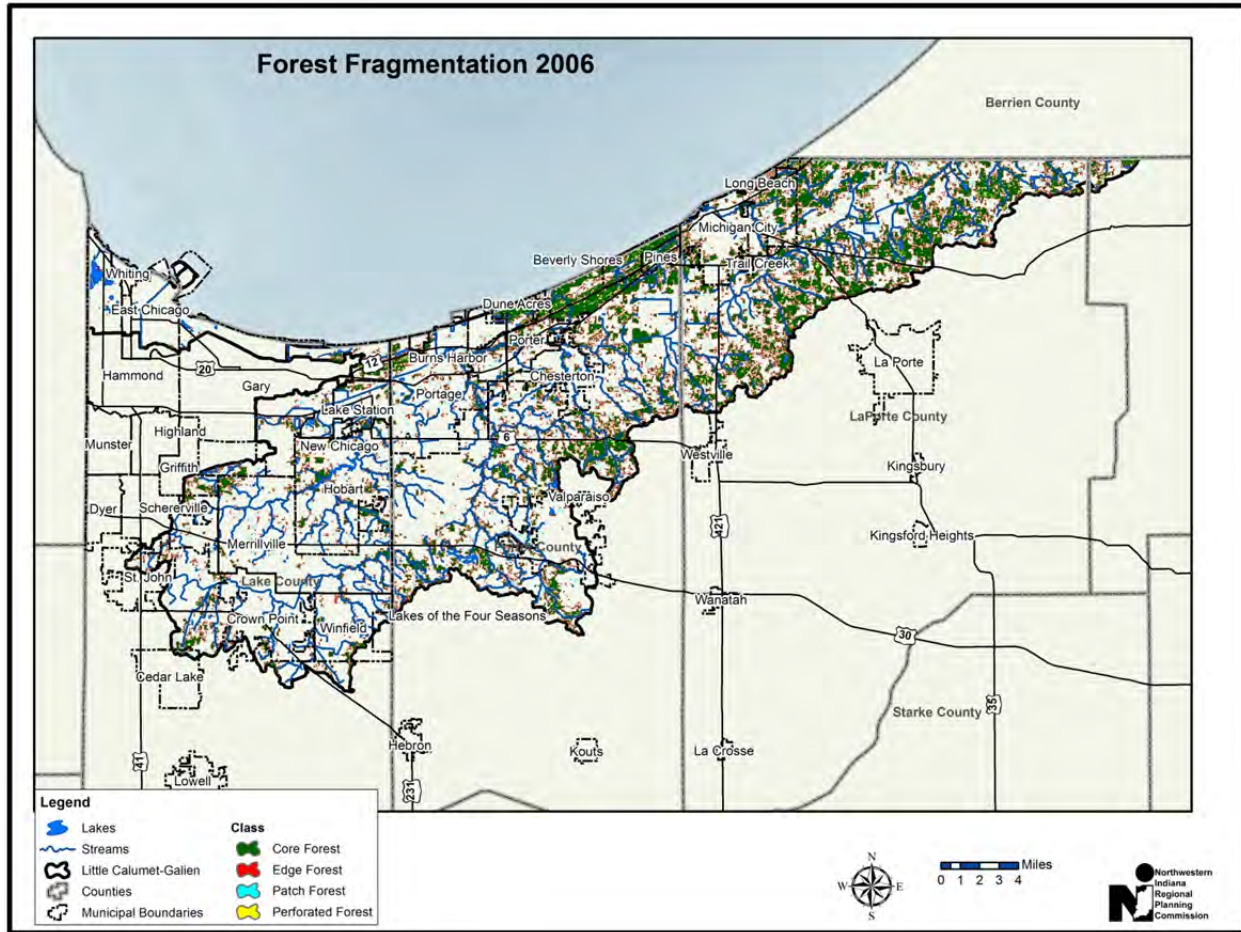 Forest Fragmentation 2006
Berrien County
Long Beach
Michigan City
Beverly Shores
Pines
Trail Creek
Whiting
East Chicago
Dune Acres
Porter
12
Burns Harbor
20
Hammond
Gary
Chesterton
Portage
La Porte
Lake Station
LaPorte County
Highland
Munster
New Chicago
6
Westville
Griffith
Kingsbury
Hobart
Valparaiso
Schererville
Dyer
421
Merrillville
County
Kingsford Heights
St. John
Lake County
Wanatah
Crown Point
Winfield
Lakes of the Four Seasons
30
Cedar Lake
Starke County
35
Hebron
Kouts
La Crosse
41
Lowell
231
Legend
Lakes
Streams
Little Calumet-Galien
Counties
Municipal Boundaries
Class
Core Forest
Edge Forest
Patch Forest
Perforated Forest
N
W
E
S
Miles
0 1 2 3 4
Northwestern
Indiana
Regional
Planning
Commission